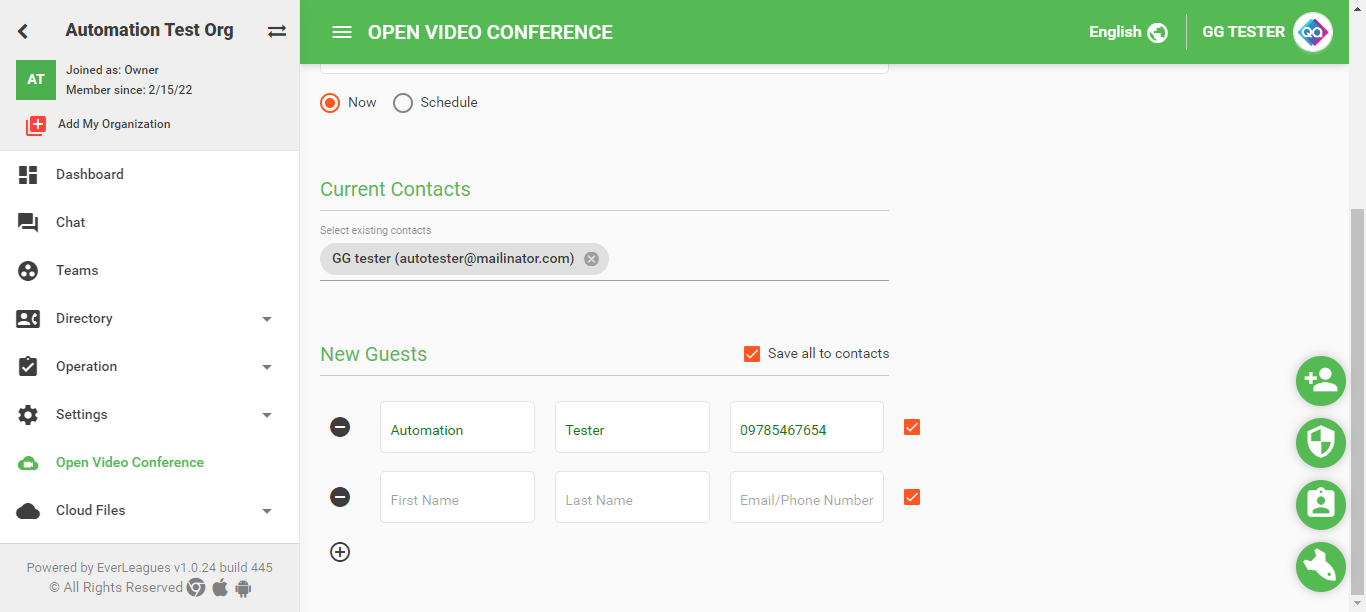 Automation Test Org
AT
Joined as: Owner
Member since: 2/15/22
Add My Organization
Dashboard
Chat
Teams
Directory
Operation
Settings
Open Video Conference
Cloud Files
Powered by EverLeagues v1.0.24 build 445
© All Rights Reserved
OPEN VIDEO CONFERENCE
English
GG TESTER
QA
Now
Schedule
Current Contacts
Select existing contacts
GG tester (autotester@mailinator.com)
New Guests
Save all to contacts
Automation
Tester
09785467654
First Name
Last Name
Email/Phone Number